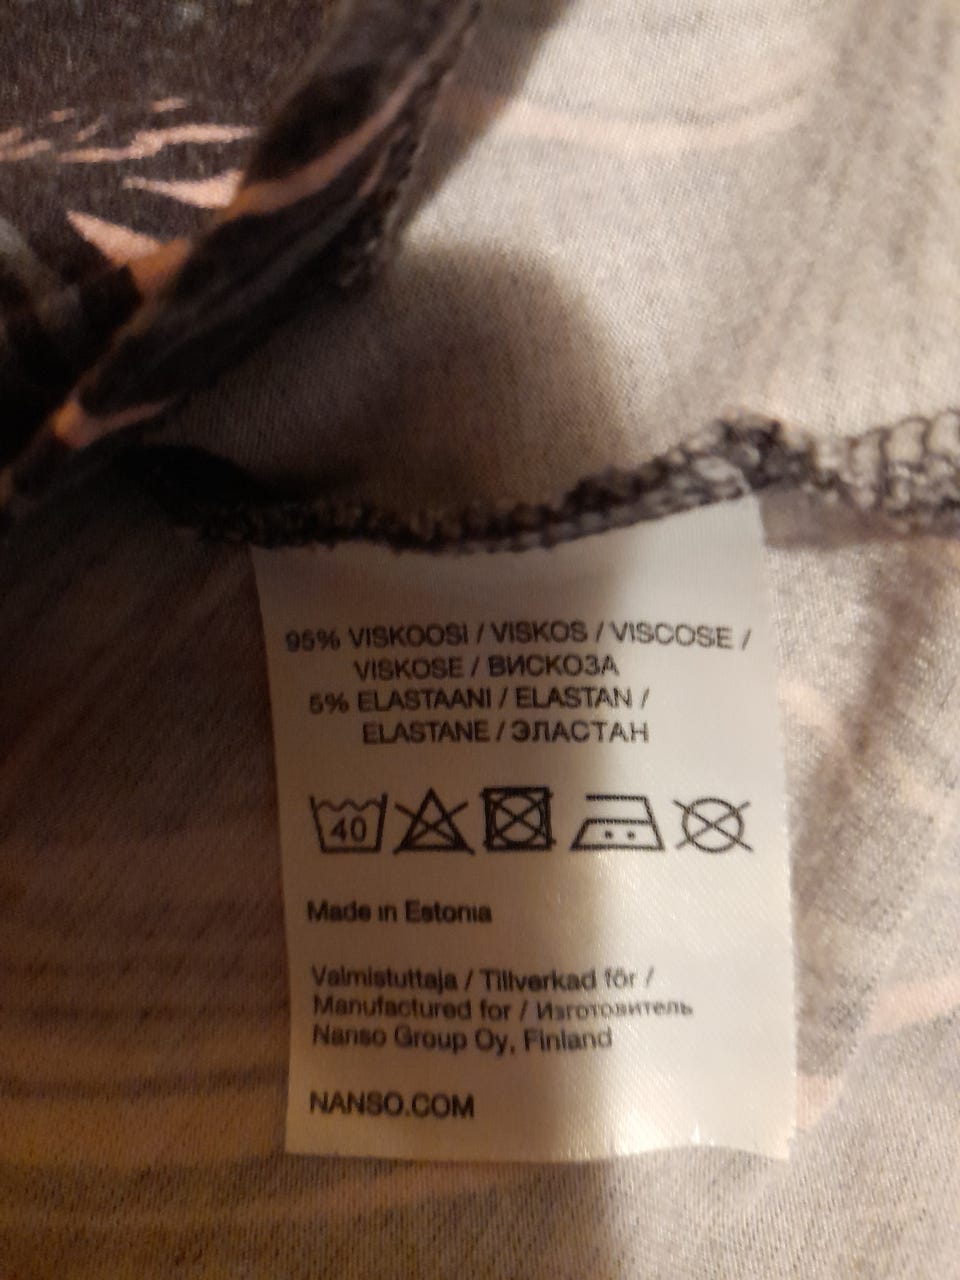 95% VISKOOSI / VISKOS / VISCOSE /
VISKOSE / ВИСКОЗА
5% ELASTAANI / ELASTAN /
ELASTANE / ЭЛАСТАН
40
Made in Estonia
Valmistuttaja / Tillverkad för /
Manufactured for / Изготовитель
Nanso Group Oy, Finland
NANSO.COM